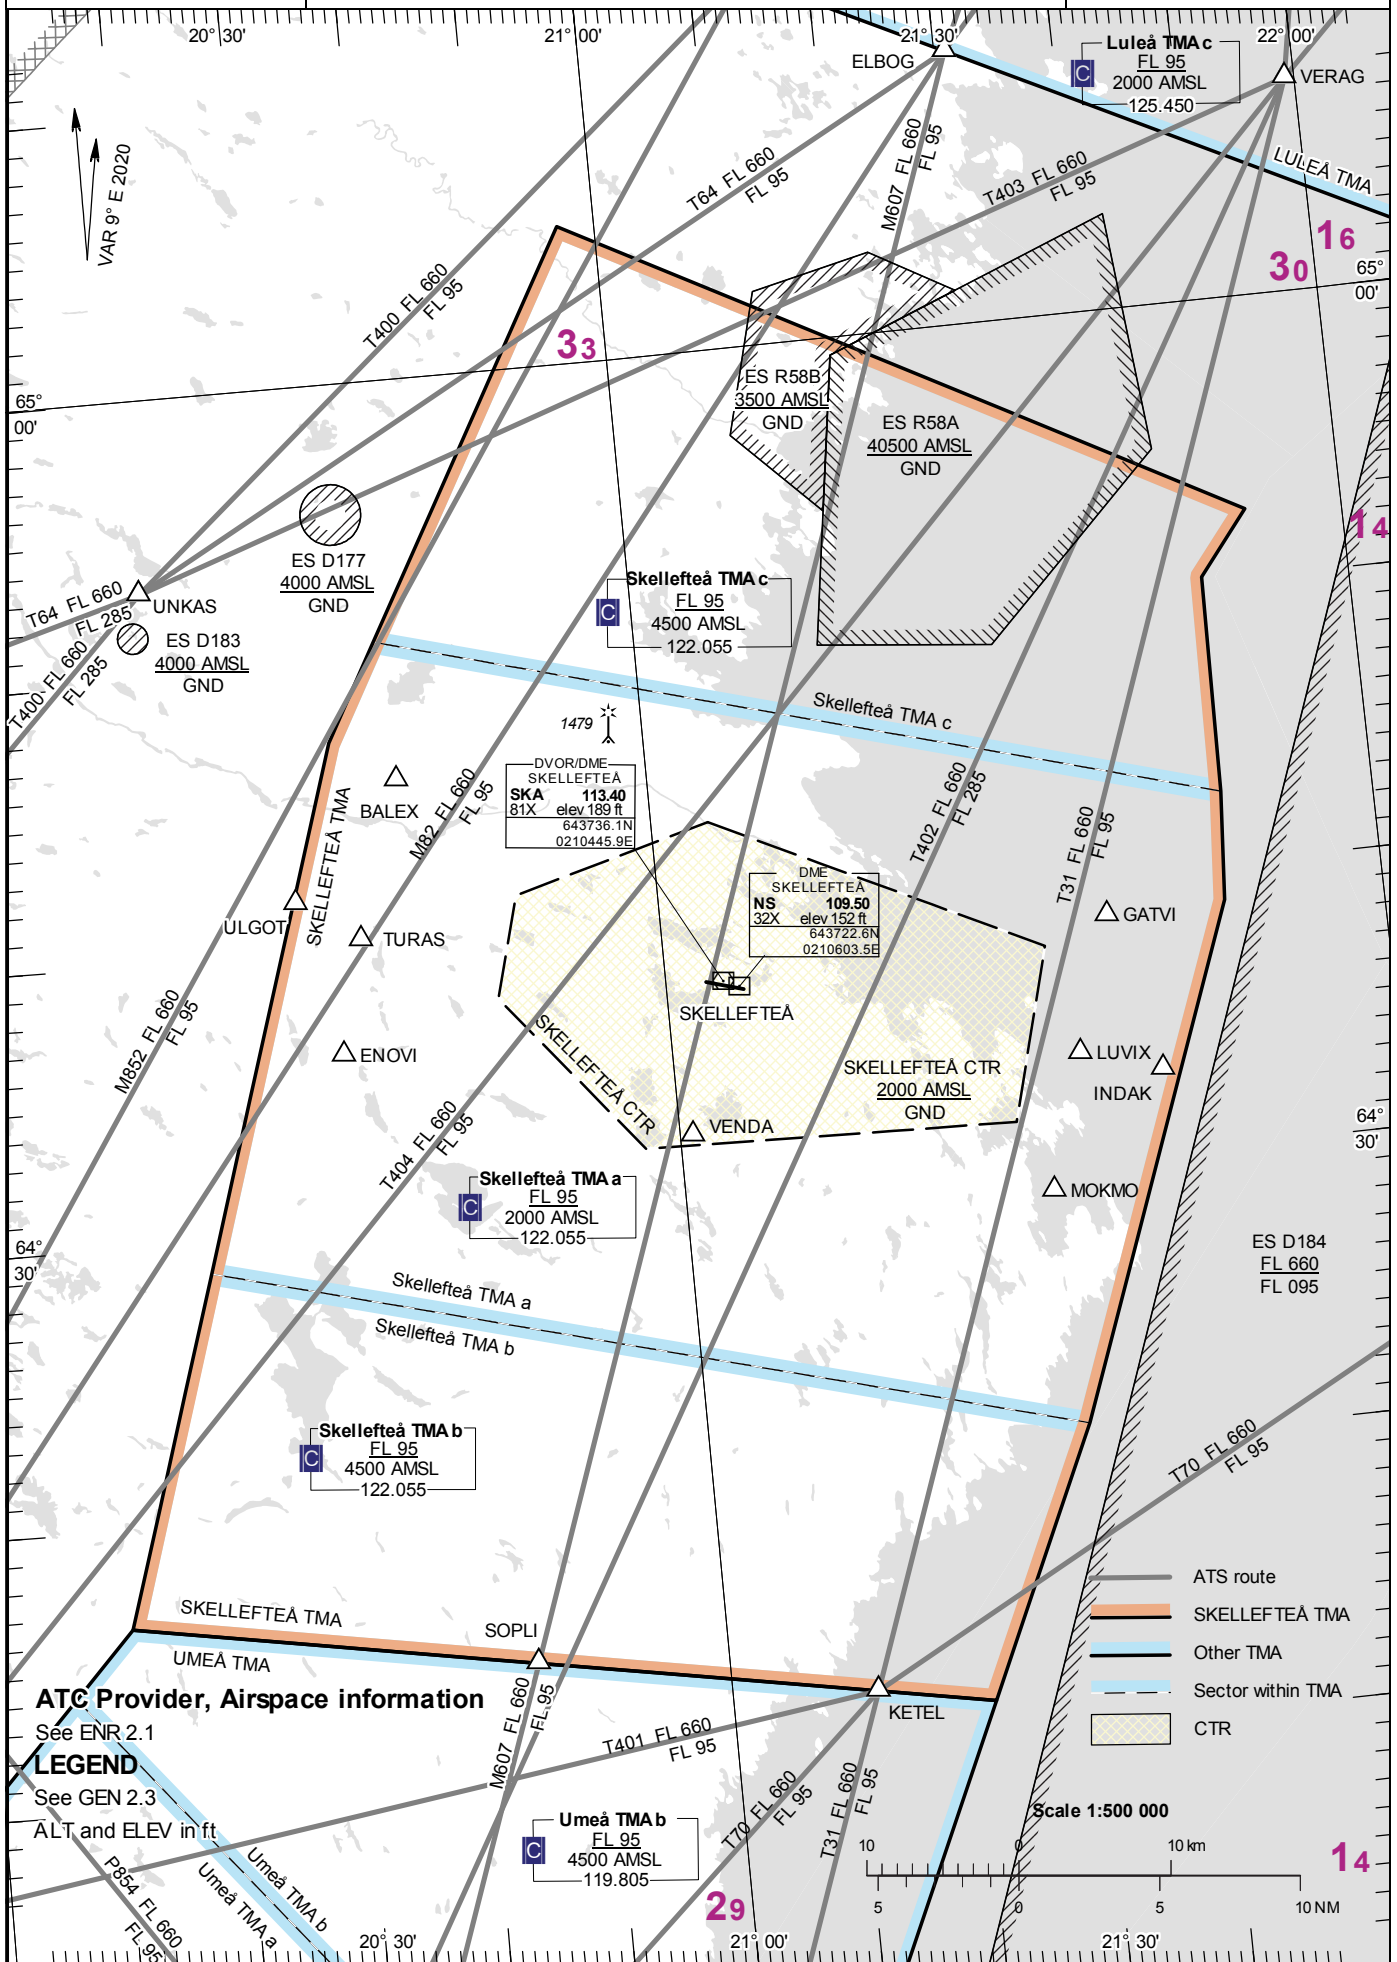 20° 30'
21° 00'
21° 30'
22° 00'
ELBOG
Luleå TMA c
C
FL 95
2000 AMSL
125.450
VERAG
VAR 9° E 2020
T64 FL 660
FL 95
M607 FL 660
FL 95
T403 FL 660
FL 95
LULEÅ TMA
16
30
65°
00'
T400 FL 660
FL 95
33
65°
00'
ES R58B
3500 AMSL
GND
ES R58A
40500 AMSL
GND
14
ES D177
4000 AMSL
GND
T64 FL 660
FL 285
UNKAS
ES D183
4000 AMSL
GND
T400 FL 660
FL 285
Skellefteå TMA c
C
FL 95
4500 AMSL
122.055
Skellefteå TMA c
1479
DVOR/DME
SKELLEFTEÅ
SKA 113.40
81X elev 189 ft
643736.1N
0210445.9E
BALEX
M82 FL 660
FL 95
SKELLEFTEÅ TMA
T402 FL 660
FL 285
T31 FL 660
FL 95
DME
SKELLEFTEÅ
NS 109.50
32X elev 152 ft
643722.6N
0210603.5E
GATVI
ULGOT
TURAS
SKELLEFTEÅ
M852 FL 660
FL 95
ENOVI
SKELLEFTEÅ CTR
SKELLEFTEÅ CTR
2000 AMSL
GND
LUVIX
INDAK
VENDA
64°
30'
T404 FL 660
FL 95
Skellefteå TMA a
C
FL 95
2000 AMSL
122.055
MOKMO
64°
30'
ES D184
FL 660
FL 095
Skellefteå TMA a
Skellefteå TMA b
Skellefteå TMA b
C
FL 95
4500 AMSL
122.055
T70 FL 660
FL 95
ATS route
SKELLEFTEÅ TMA
Other TMA
Sector within TMA
CTR
SKELLEFTEÅ TMA
SOPLI
UMEÅ TMA
KETEL
ATC Provider, Airspace information
See ENR 2.1
LEGEND
See GEN 2.3
ALT and ELEV in ft
M607 FL 660
FL 95
T401 FL 660
FL 95
T70 FL 660
FL 95
T31 FL 660
FL 95
Umeå TMA b
C
FL 95
4500 AMSL
119.805
Scale 1:500 000
10 0 10 km
5 0 5 10 NM
14
P854 FL 660
FL 95
Umeå TMA b
Umeå TMA a
29
20° 30'
21° 00'
21° 30'